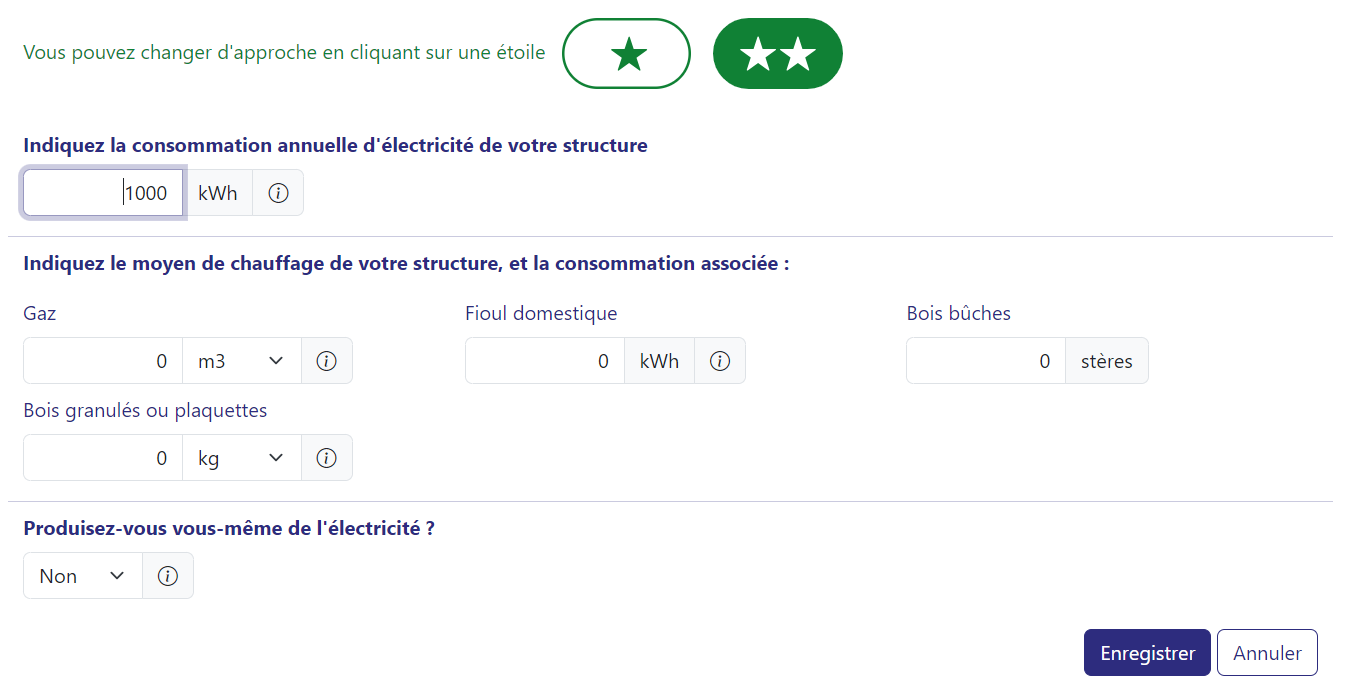 Vous pouvez changer d'approche en cliquant sur une étoile
Indiquez la consommation annuelle d'électricité de votre structure
1000 kWh
Indiquez le moyen de chauffage de votre structure, et la consommation associée :
Gaz Fioul domestique Bois bûches
0 m3 0 kWh 0 stères
Bois granulés ou plaquettes
0 kg
Produisez-vous vous-même de l'électricité ?
Non
Enregistrer Annuler